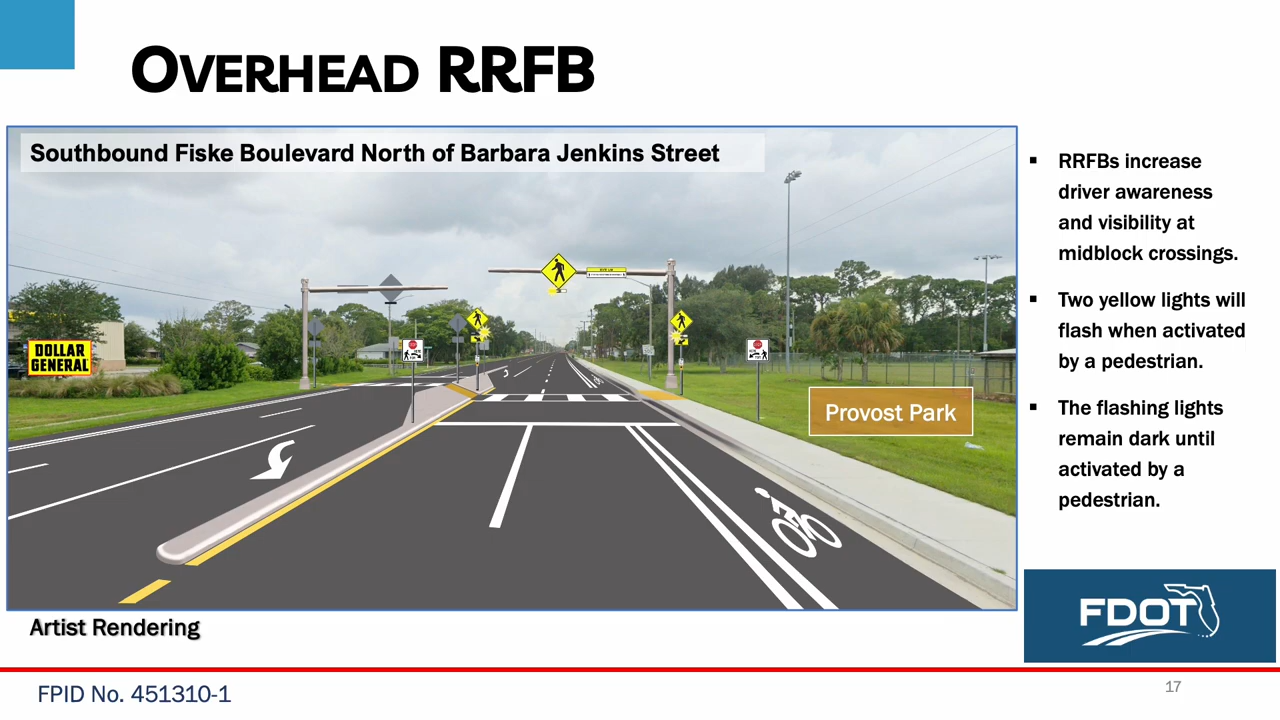 OVERHEAD RRFB
Southbound Fiske Boulevard North of Barbara Jenkins Street
DOLLAR
GENERAL
Provost Park
Artist Rendering
▪ RRFBs increase
driver awareness
and visibility at
midblock crossings.
▪ Two yellow lights will
flash when activated
by a pedestrian.
▪ The flashing lights
remain dark until
activated by a
pedestrian.
FDOT
FPID No. 451310-1
17